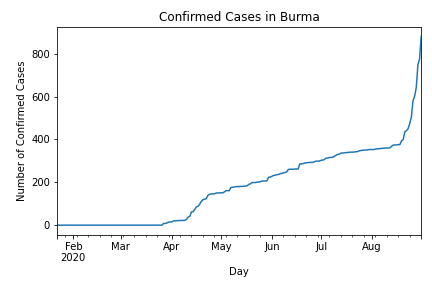 Confirmed Cases in Burma
Number of Confirmed Cases
800
600
400
200
0
Feb Mar Apr May Jun Jul Aug
2020
Day